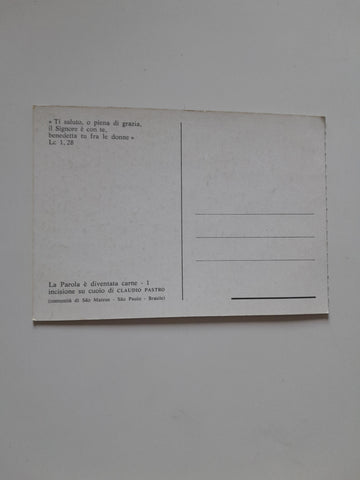 « Ti saluto, o piena di grazia,
il Signore è con te,
benedetta tu fra le donne »
Lc 1, 28
La Parola è diventata carne - 1
incisione su cuoio di CLAUDIO PASTRO
(comunità di São Mateus - São Paulo - Brasile)